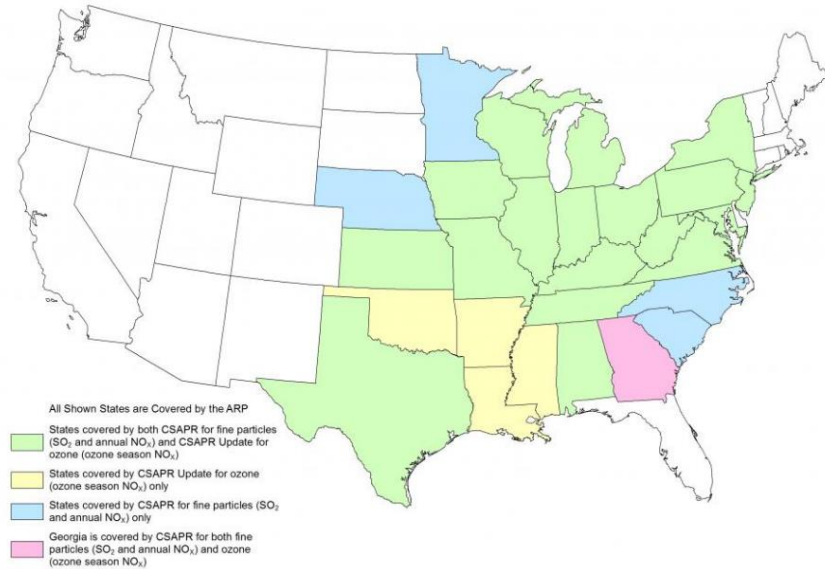 All Shown States are Covered by the ARP
States covered by both CSAPR for fine particles
(SO₂ and annual NOₓ) and CSAPR Update for
ozone (ozone season NOₓ)
States covered by CSAPR Update for ozone
(ozone season NOₓ) only
States covered by CSAPR for fine particles (SO₂
and annual NOₓ) only
Georgia is covered by CSAPR for both fine
particles (SO₂ and annual NOₓ) and ozone
(ozone season NOₓ)